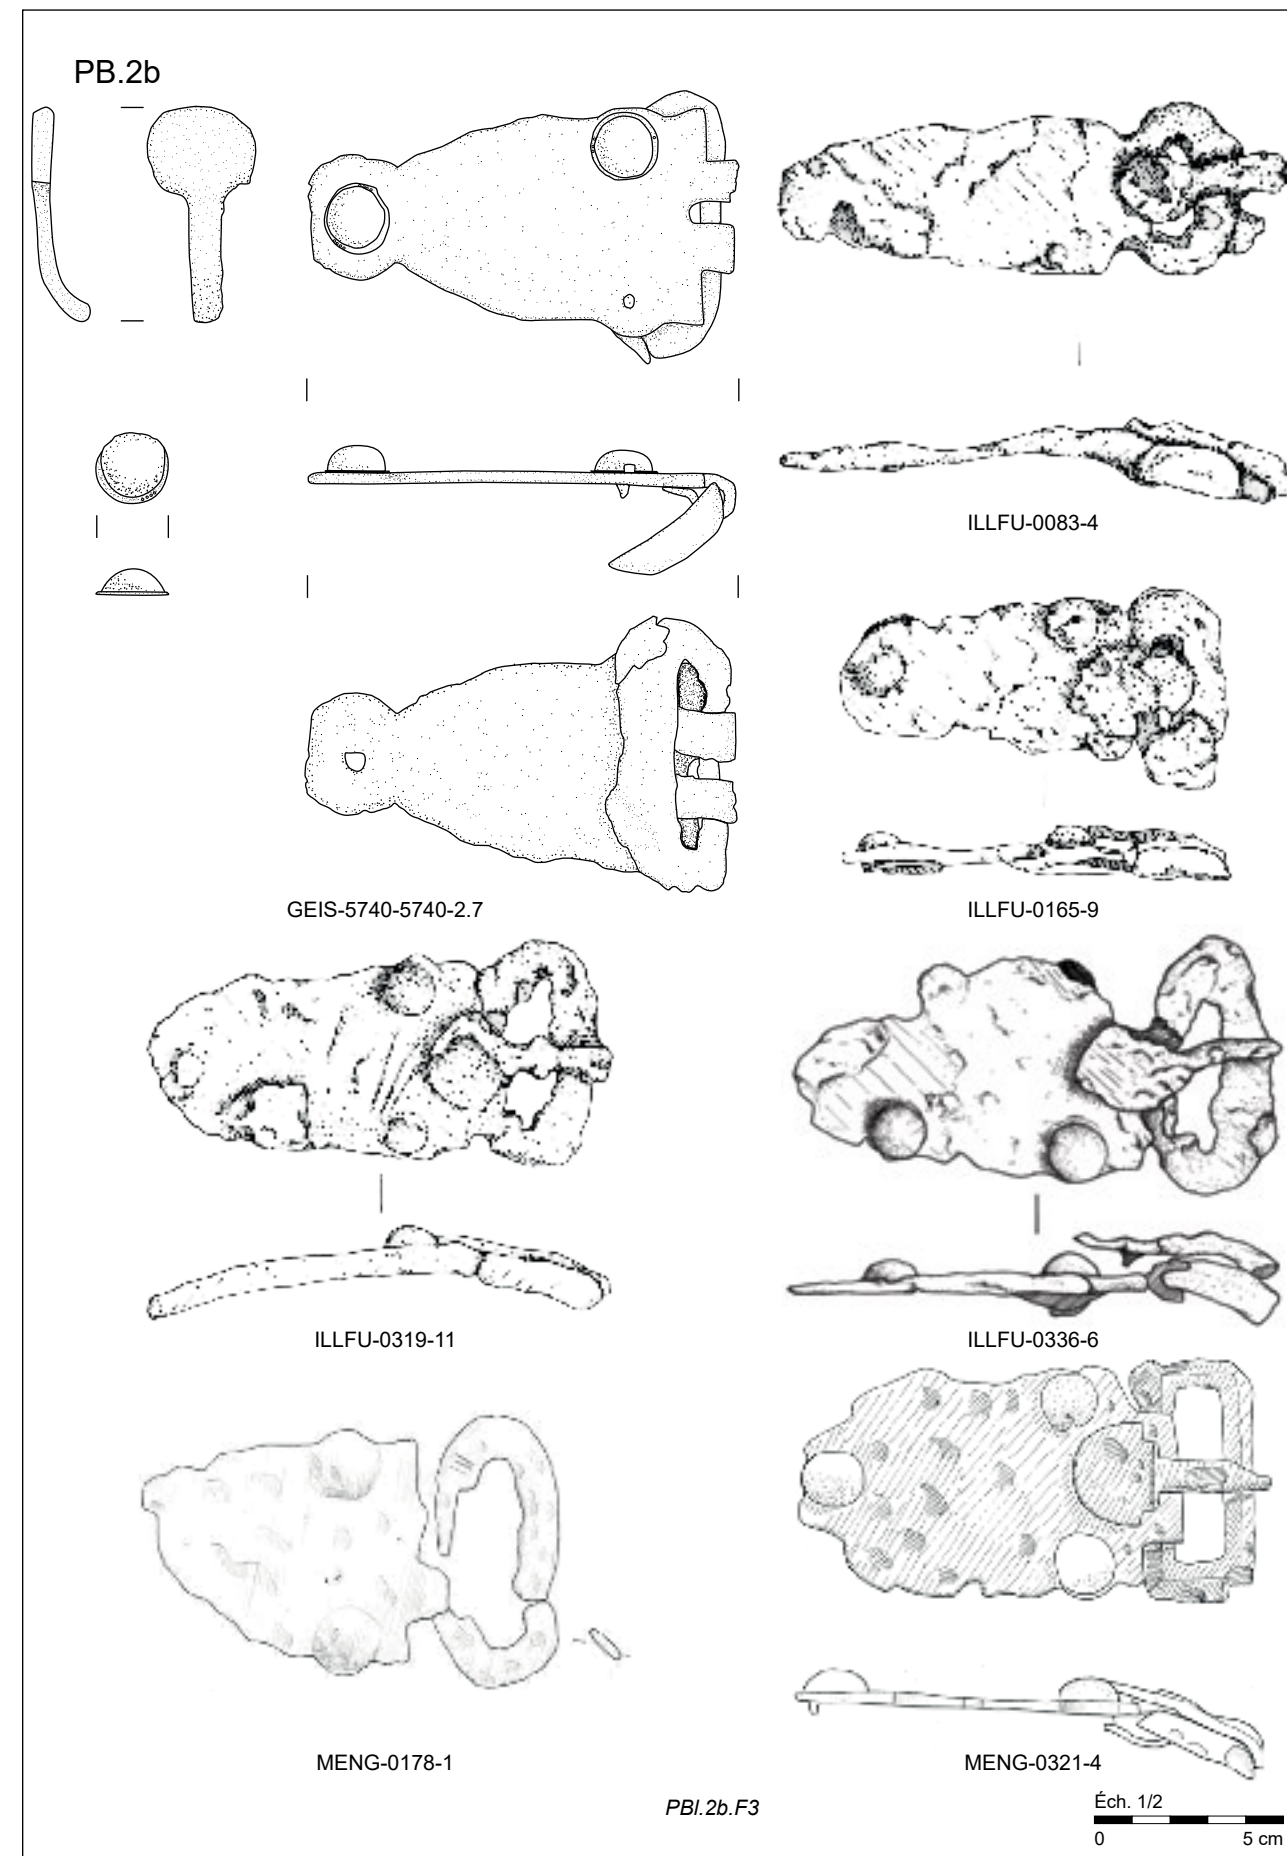 PB.2b
ILLFU-0083-4
GEIS-5740-5740-2.7
ILLFU-0165-9
ILLFU-0319-11
ILLFU-0336-6
MENG-0178-1
MENG-0321-4
PBI.2b.F3
Éch. 1/2
0 5 cm